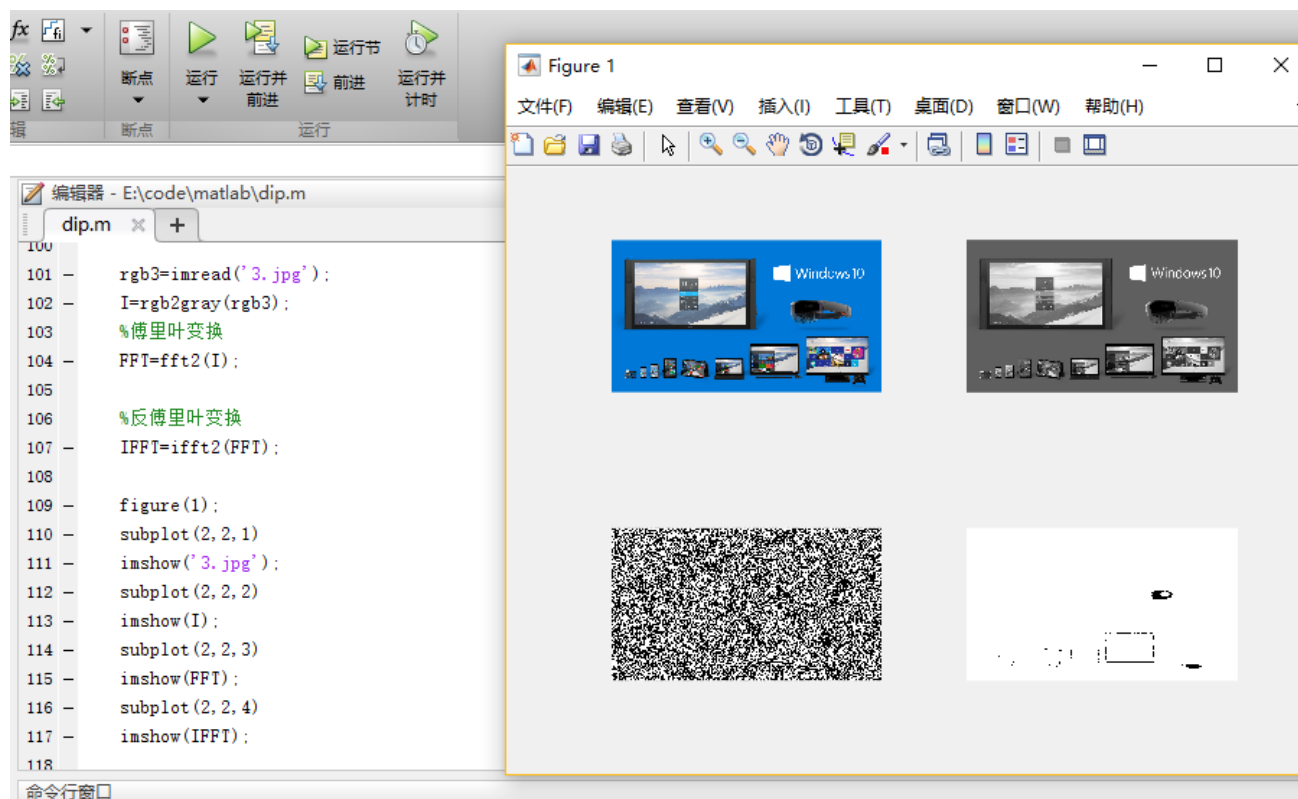 fx fi
运行节
断点 运行 运行并 前进 运行并
前进 计时
辑 断点 运行
Figure 1
文件(F) 编辑(E) 查看(V) 插入(I) 工具(T) 桌面(D) 窗口(W) 帮助(H)
编辑器 - E:\code\matlab\dip.m
dip.m
100
101 – rgb3=imread('3.jpg');
102 – I=rgb2gray(rgb3);
103 %傅里叶变换
104 – FFT=fft2(I);
105
106 %反傅里叶变换
107 – IFFT=ifft2(FFT);
108
109 – figure(1);
110 – subplot(2,2,1)
111 – imshow('3.jpg');
112 – subplot(2,2,2)
113 – imshow(I);
114 – subplot(2,2,3)
115 – imshow(FFT);
116 – subplot(2,2,4)
117 – imshow(IFFT);
118
Windows10
Windows10
命令行窗口